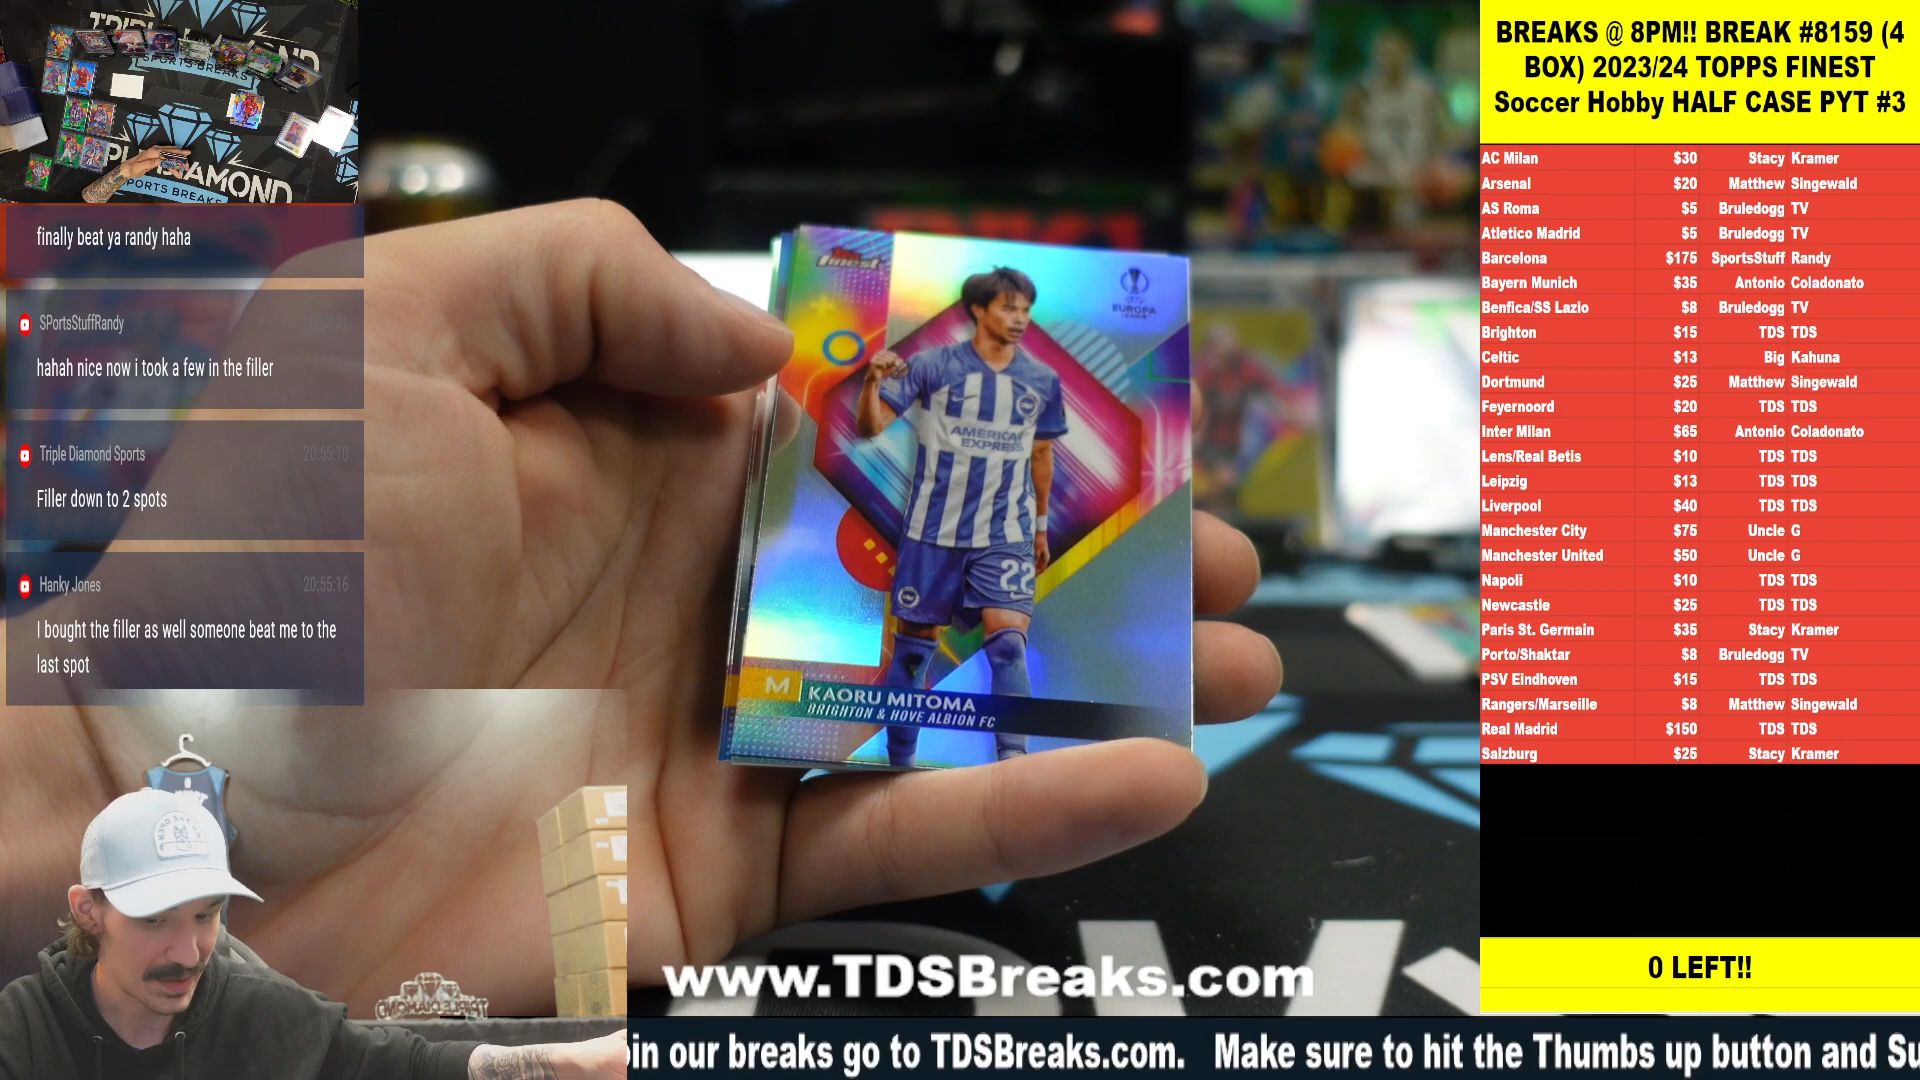 BREAKS @ 8PM!! BREAK #8159 (4
BOX) 2023/24 TOPPS FINEST
Soccer Hobby HALF CASE PYT #3
AC Milan $30 Stacy Kramer
Arsenal $20 Matthew Singewald
AS Roma $5 Bruledogg TV
Atletico Madrid $5 Bruledogg TV
Barcelona $175 SportsStuff Randy
Bayern Munich $35 Antonio Coladonato
Benfica/SS Lazio $8 Bruledogg TV
Brighton $15 TDS TDS
Celtic $13 Big Kahuna
Dortmund $25 Matthew Singewald
Feyernoord $20 TDS TDS
Inter Milan $65 Antonio Coladonato
Lens/Real Betis $10 TDS TDS
Leipzig $13 TDS TDS
Liverpool $40 TDS TDS
Manchester City $75 Uncle G
Manchester United $50 Uncle G
Napoli $10 TDS TDS
Newcastle $25 TDS TDS
Paris St. Germain $35 Stacy Kramer
Porto/Shaktar $8 Bruledogg TV
PSV Eindhoven $15 TDS TDS
Rangers/Marseille $8 Matthew Singewald
Real Madrid $150 TDS TDS
Salzburg $25 Stacy Kramer
0 LEFT!!
SPORTS BREAKS
DIAMOND
SPORTS BREAKS
finally beat ya randy haha
SPortsStuffRandy
hahah nice now i took a few in the filler
Triple Diamond Sports 20:55:10
Filler down to 2 spots
Hanky Jones 20:55:16
I bought the filler as well someone beat me to the
last spot
finest
EUROPA
LEAGUE
AMERICAN
EXPRESS
22
M KAORU MITOMA
BRIGHTON & HOVE ALBION FC
www.TDSBreaks.com
in our breaks go to TDSBreaks.com. Make sure to hit the Thumbs up button and Su